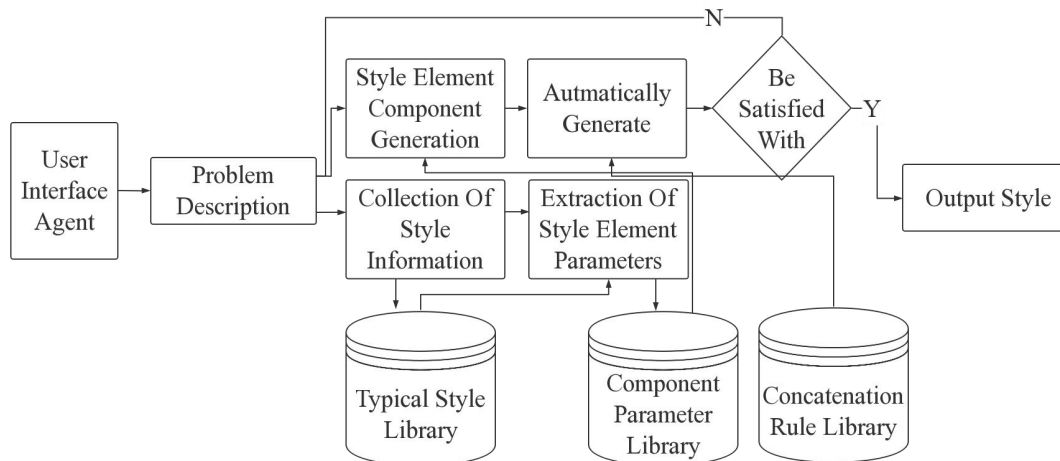 N
Style Element
Component
Generation
Autmatically
Generate
Be
Satisfied
With
Y
User
Interface
Agent
Problem
Description
Collection Of
Style
Information
Extraction Of
Style Element
Parameters
Output Style
Typical Style
Library
Component
Parameter
Library
Concatenation
Rule Library